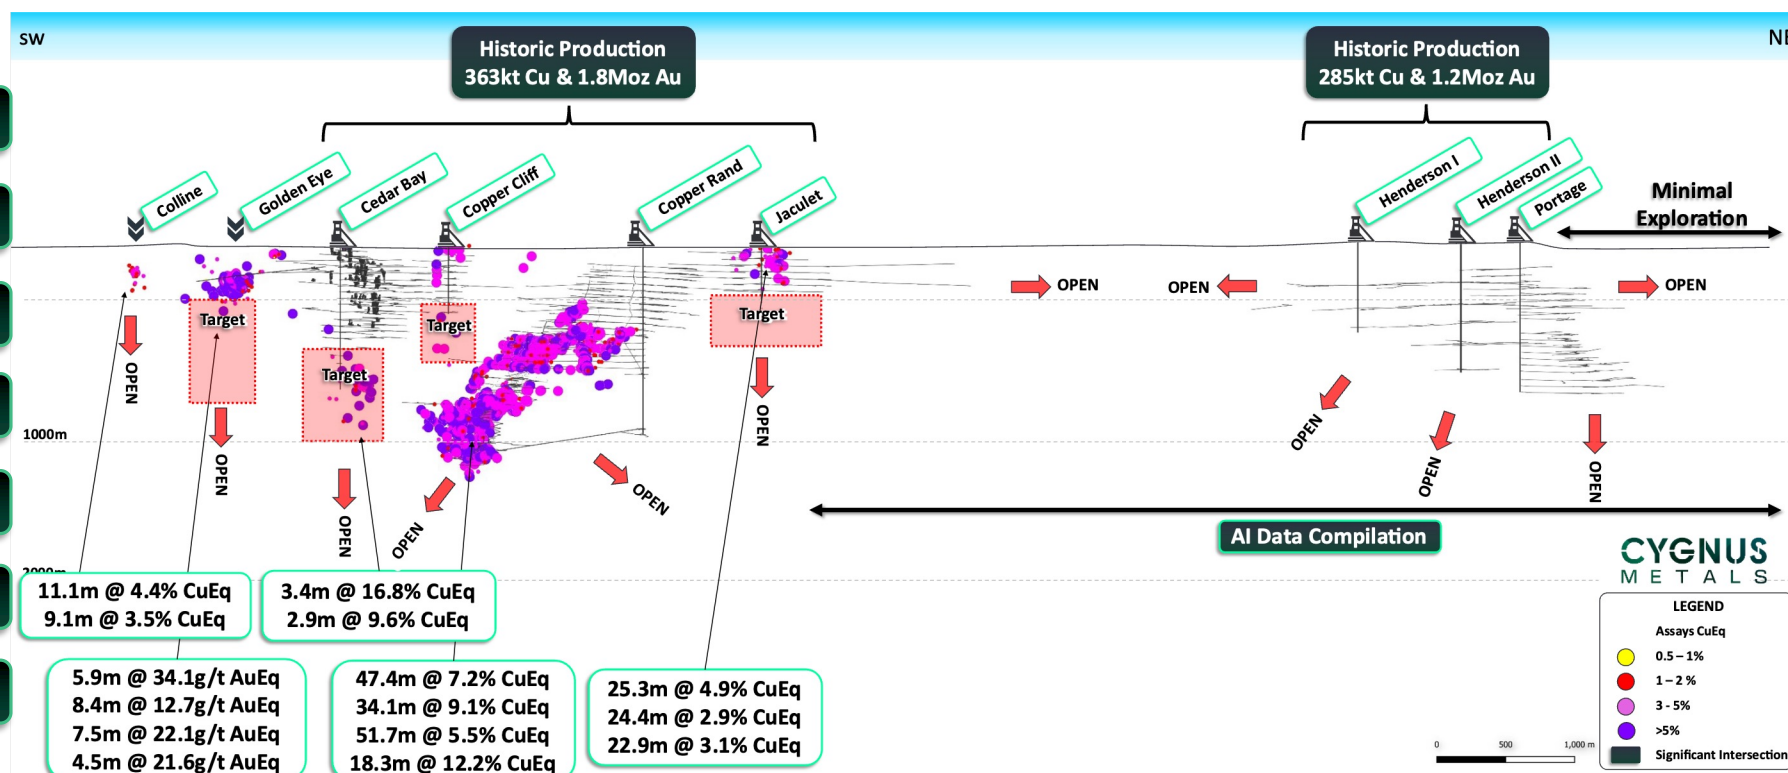 SW
Historic Production
363kt Cu & 1.8Moz Au
Historic Production
285kt Cu & 1.2Moz Au
Colline
Golden Eye
Cedar Bay
Copper Cliff
Copper Rand
Jaculet
Henderson I
Henderson II
Portage
Minimal
Exploration
OPEN
OPEN
OPEN
Target
Target
Target
Target
OPEN
OPEN
OPEN
OPEN
OPEN
OPEN
OPEN
OPEN
OPEN
1000m
AI Data Compilation
11.1m @ 4.4% CuEq
9.1m @ 3.5% CuEq
3.4m @ 16.8% CuEq
2.9m @ 9.6% CuEq
5.9m @ 34.1g/t AuEq
8.4m @ 12.7g/t AuEq
7.5m @ 22.1g/t AuEq
4.5m @ 21.6g/t AuEq
47.4m @ 7.2% CuEq
34.1m @ 9.1% CuEq
51.7m @ 5.5% CuEq
18.3m @ 12.2% CuEq
25.3m @ 4.9% CuEq
24.4m @ 2.9% CuEq
22.9m @ 3.1% CuEq
CYGNUS
METALS
LEGEND
Assays CuEq
0.5 – 1%
1 – 2 %
3 - 5%
>5%
Significant Intersection
0 500 1,000 m